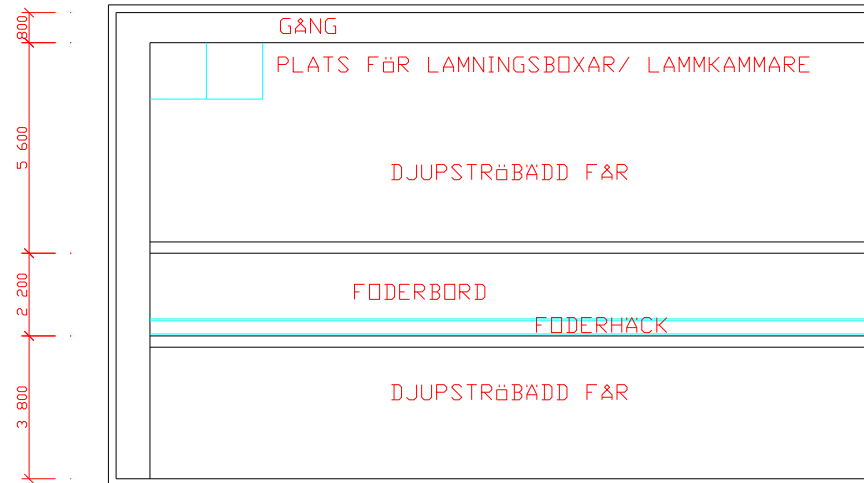 GÅNG
PLATS FÖR LAMNINGSBOXAR/ LAMMKAMMARE
DJUPSTRÖBÄDD FÅR
FODERBORD
FODERHÄCK
DJUPSTRÖBÄDD FÅR
800
5 600
2 200
3 800